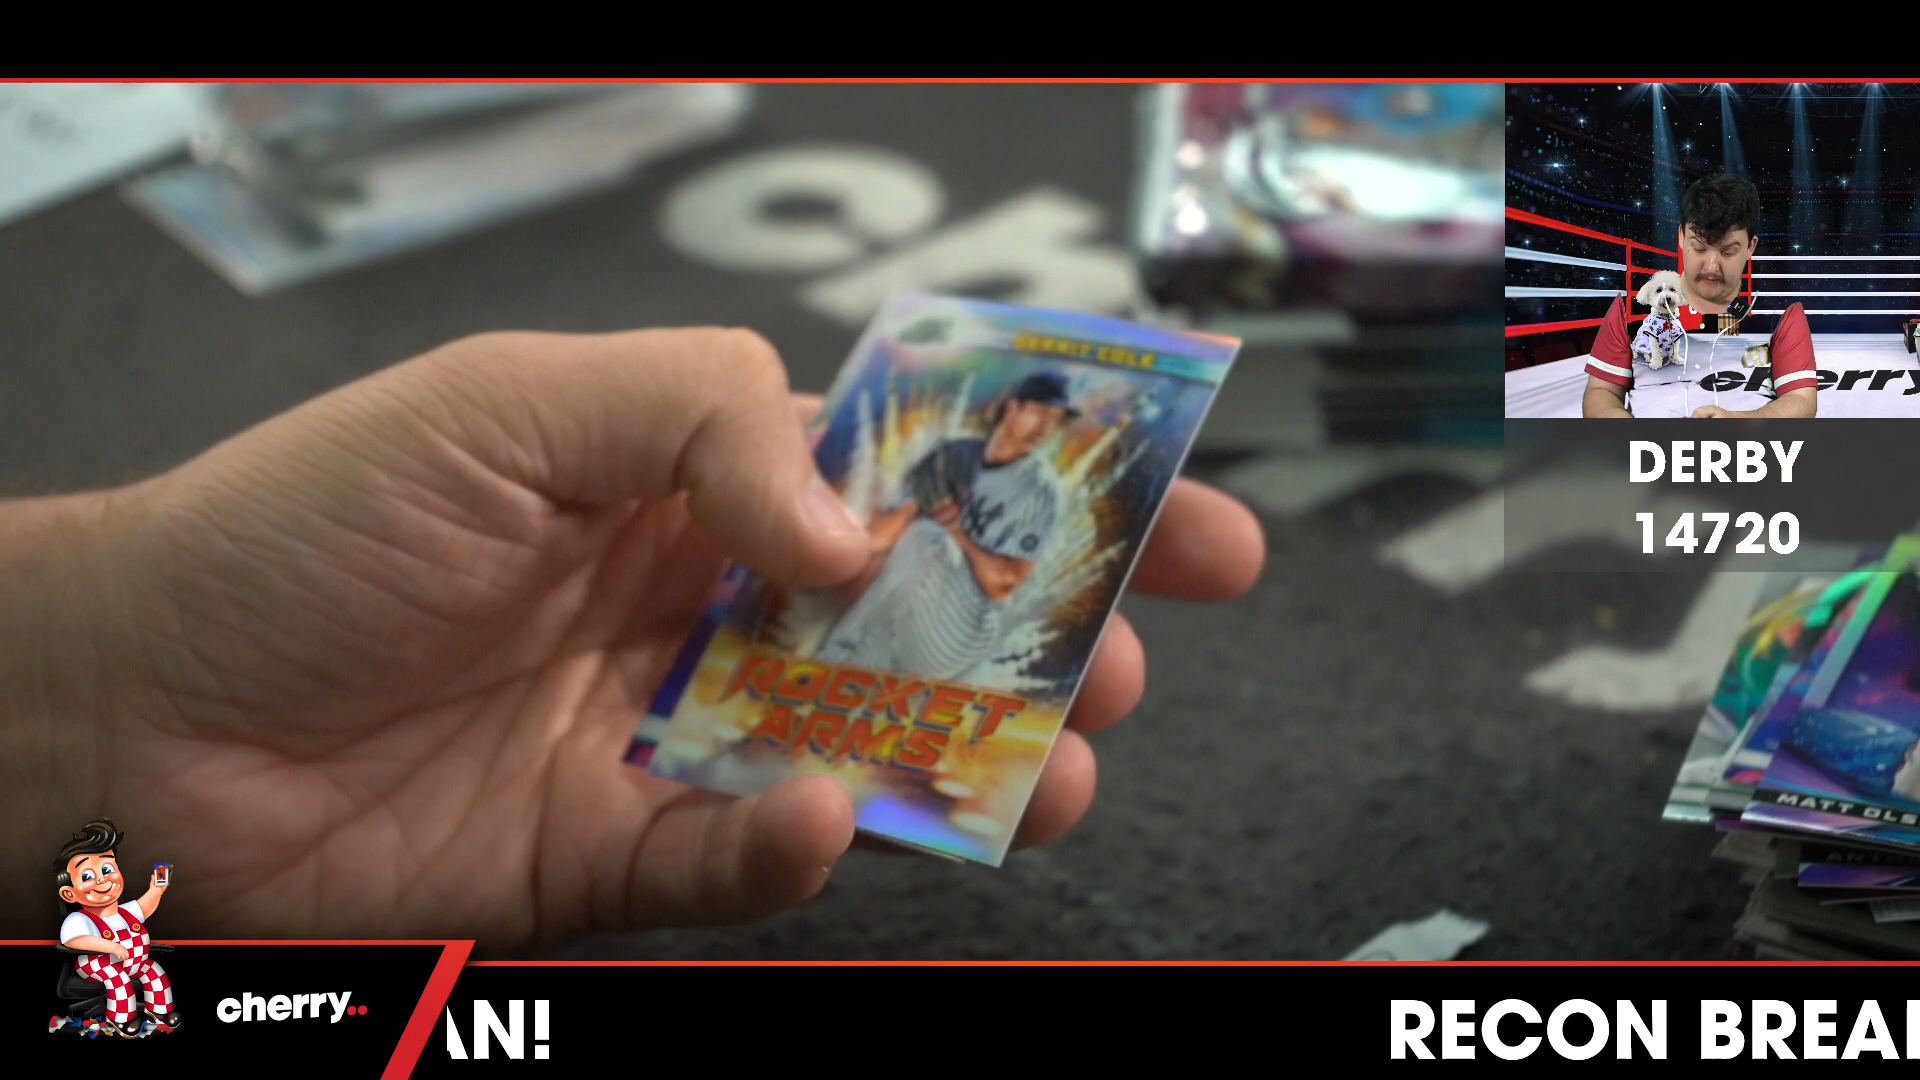 GERRIT COLE
ROCKET
ARMS
cherry
DERBY
14720
MATT OLS
cherry..
AN!
RECON BREA